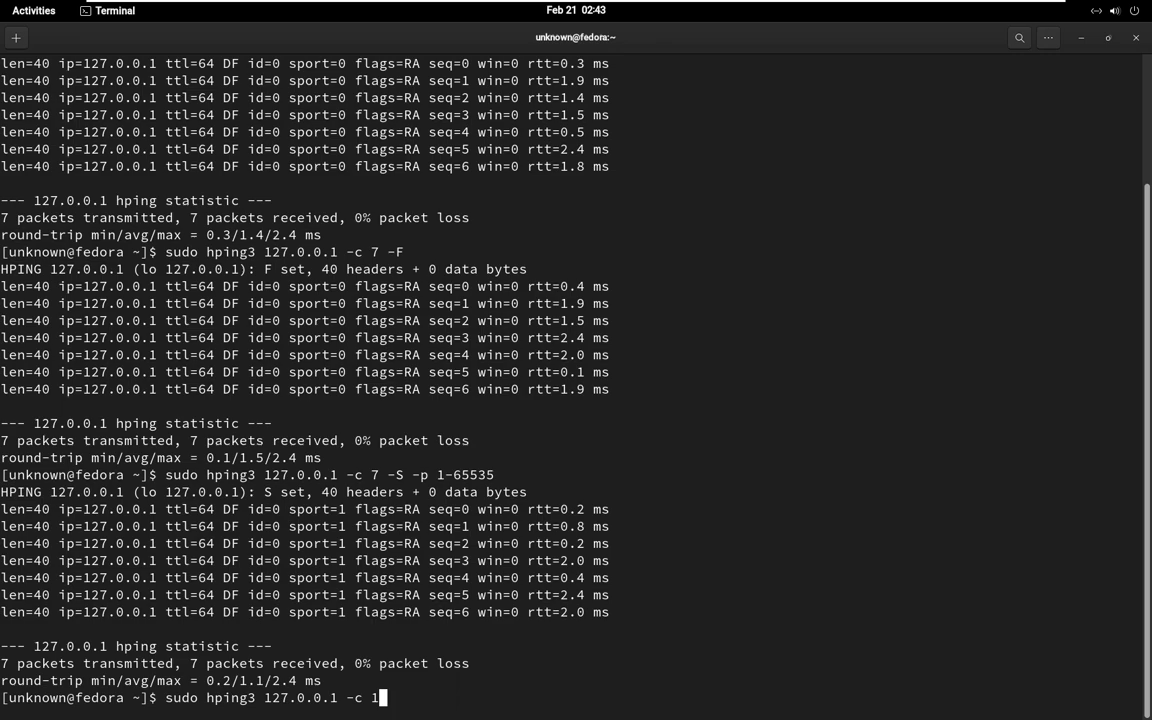 Activities Terminal Feb 21 02:43
unknown@fedora:~
len=40 ip=127.0.0.1 ttl=64 DF id=0 sport=0 flags=RA seq=0 win=0 rtt=0.3 ms
len=40 ip=127.0.0.1 ttl=64 DF id=0 sport=0 flags=RA seq=1 win=0 rtt=1.9 ms
len=40 ip=127.0.0.1 ttl=64 DF id=0 sport=0 flags=RA seq=2 win=0 rtt=1.4 ms
len=40 ip=127.0.0.1 ttl=64 DF id=0 sport=0 flags=RA seq=3 win=0 rtt=1.5 ms
len=40 ip=127.0.0.1 ttl=64 DF id=0 sport=0 flags=RA seq=4 win=0 rtt=0.5 ms
len=40 ip=127.0.0.1 ttl=64 DF id=0 sport=0 flags=RA seq=5 win=0 rtt=2.4 ms
len=40 ip=127.0.0.1 ttl=64 DF id=0 sport=0 flags=RA seq=6 win=0 rtt=1.8 ms
--- 127.0.0.1 hping statistic ---
7 packets transmitted, 7 packets received, 0% packet loss
round-trip min/avg/max = 0.3/1.4/2.4 ms
[unknown@fedora ~]$ sudo hping3 127.0.0.1 -c 7 -F
HPING 127.0.0.1 (lo 127.0.0.1): F set, 40 headers + 0 data bytes
len=40 ip=127.0.0.1 ttl=64 DF id=0 sport=0 flags=RA seq=0 win=0 rtt=0.4 ms
len=40 ip=127.0.0.1 ttl=64 DF id=0 sport=0 flags=RA seq=1 win=0 rtt=1.9 ms
len=40 ip=127.0.0.1 ttl=64 DF id=0 sport=0 flags=RA seq=2 win=0 rtt=1.5 ms
len=40 ip=127.0.0.1 ttl=64 DF id=0 sport=0 flags=RA seq=3 win=0 rtt=2.4 ms
len=40 ip=127.0.0.1 ttl=64 DF id=0 sport=0 flags=RA seq=4 win=0 rtt=2.0 ms
len=40 ip=127.0.0.1 ttl=64 DF id=0 sport=0 flags=RA seq=5 win=0 rtt=0.1 ms
len=40 ip=127.0.0.1 ttl=64 DF id=0 sport=0 flags=RA seq=6 win=0 rtt=1.9 ms
--- 127.0.0.1 hping statistic ---
7 packets transmitted, 7 packets received, 0% packet loss
round-trip min/avg/max = 0.1/1.5/2.4 ms
[unknown@fedora ~]$ sudo hping3 127.0.0.1 -c 7 -S -p 1-65535
HPING 127.0.0.1 (lo 127.0.0.1): S set, 40 headers + 0 data bytes
len=40 ip=127.0.0.1 ttl=64 DF id=0 sport=1 flags=RA seq=0 win=0 rtt=0.2 ms
len=40 ip=127.0.0.1 ttl=64 DF id=0 sport=1 flags=RA seq=1 win=0 rtt=0.8 ms
len=40 ip=127.0.0.1 ttl=64 DF id=0 sport=1 flags=RA seq=2 win=0 rtt=0.2 ms
len=40 ip=127.0.0.1 ttl=64 DF id=0 sport=1 flags=RA seq=3 win=0 rtt=2.0 ms
len=40 ip=127.0.0.1 ttl=64 DF id=0 sport=1 flags=RA seq=4 win=0 rtt=0.4 ms
len=40 ip=127.0.0.1 ttl=64 DF id=0 sport=1 flags=RA seq=5 win=0 rtt=2.4 ms
len=40 ip=127.0.0.1 ttl=64 DF id=0 sport=1 flags=RA seq=6 win=0 rtt=2.0 ms
--- 127.0.0.1 hping statistic ---
7 packets transmitted, 7 packets received, 0% packet loss
round-trip min/avg/max = 0.2/1.1/2.4 ms
[unknown@fedora ~]$ sudo hping3 127.0.0.1 -c 1